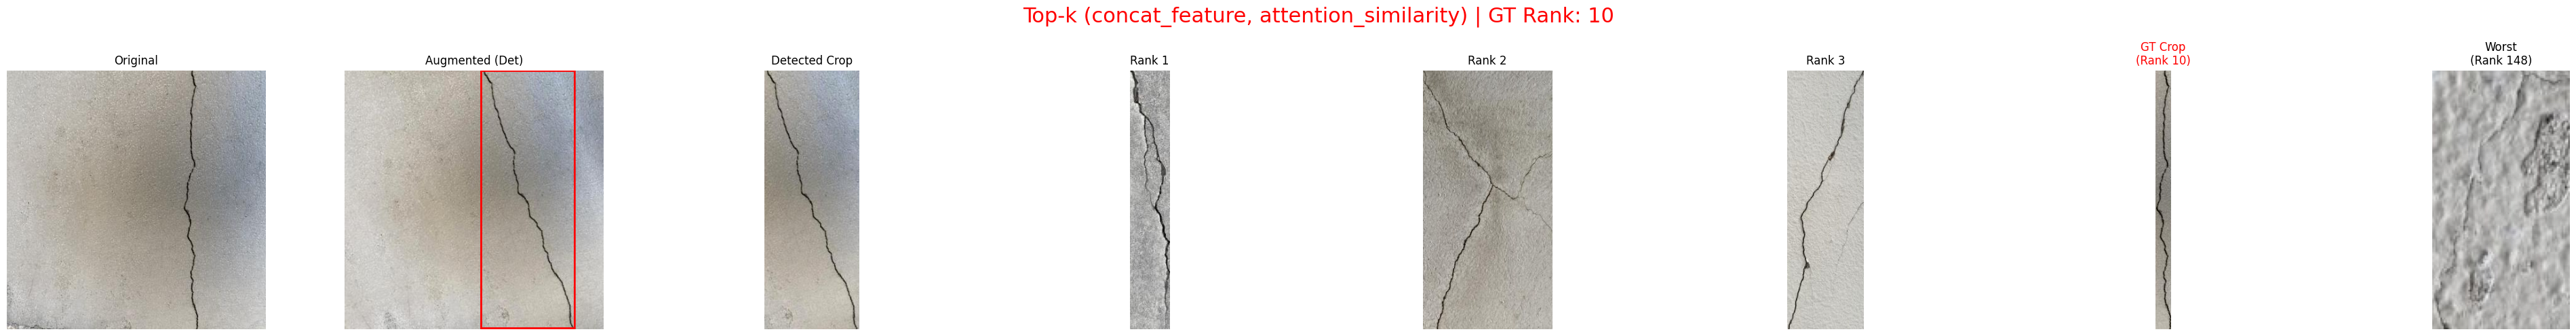 Top-k (concat_feature, attention_similarity) | GT Rank: 10
Original
Augmented (Det)
Detected Crop
Rank 1
Rank 2
Rank 3
GT Crop
(Rank 10)
Worst
(Rank 148)